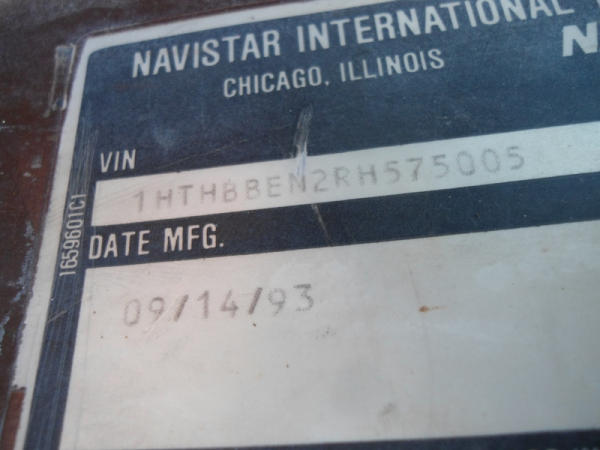 NAVISTAR INTERNATIONAL
CHICAGO, ILLINOIS
VIN
1HTHBBEN2RH575005
DATE MFG.
09/14/93
1659601C1